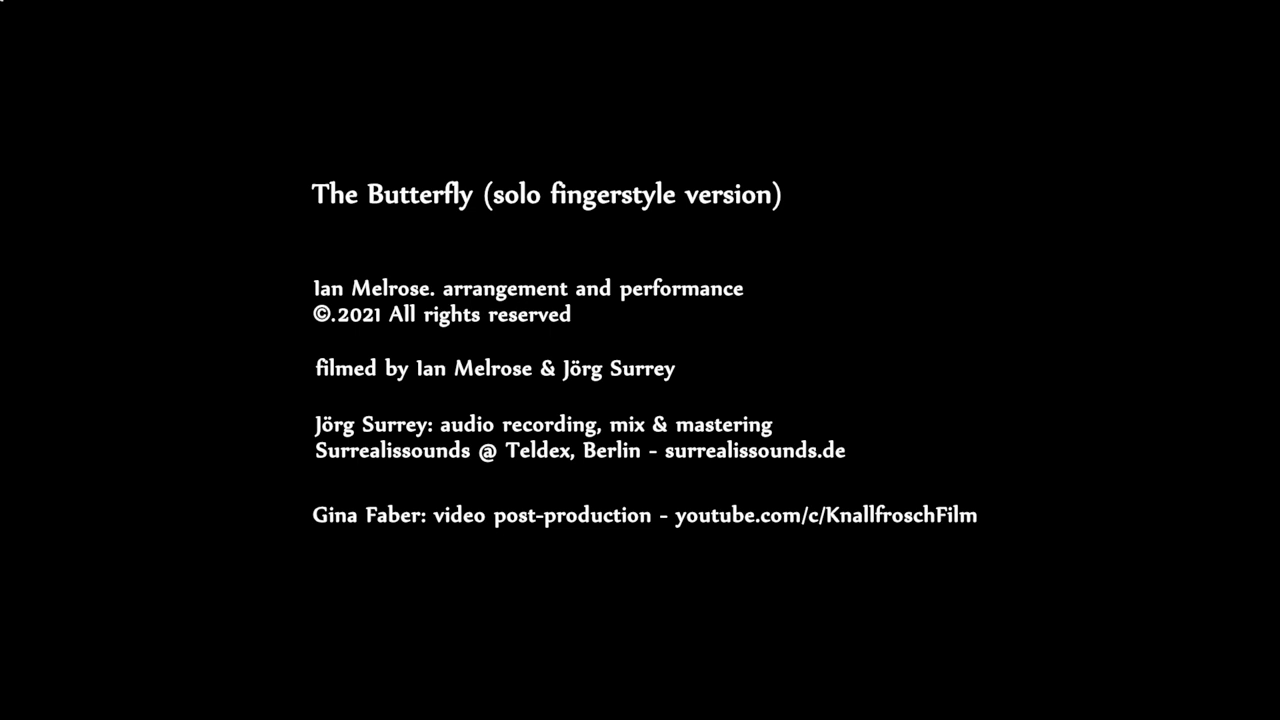 The Butterfly (solo fingerstyle version)
Ian Melrose. arrangement and performance
©.2021 All rights reserved
filmed by Ian Melrose & Jörg Surrey
Jörg Surrey: audio recording, mix & mastering
Surrealissounds @ Teldex, Berlin - surrealissounds.de
Gina Faber: video post-production - youtube.com/c/KnallfroschFilm